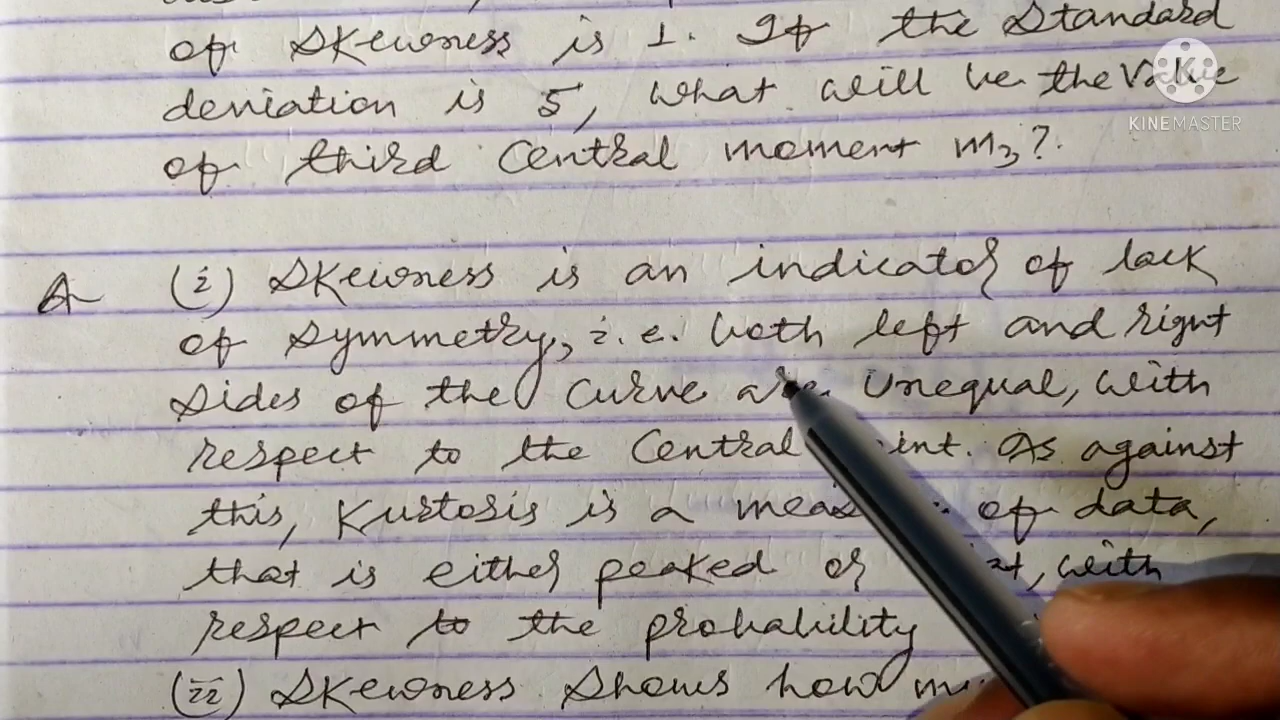 of Skewness is 1. If the Standard
deviation is 5, what will be the Value
of third Central moment m3?
KINEMASTER
A (i) Skewness is an indicator of lack
of Symmetry, i.e. both left and right
Sides of the Curve are unequal, with
respect to the Central
As against
this, Kurtosis is a of data,
that is either peaked or with
respect to the probability
(ii) Skewness Shows how